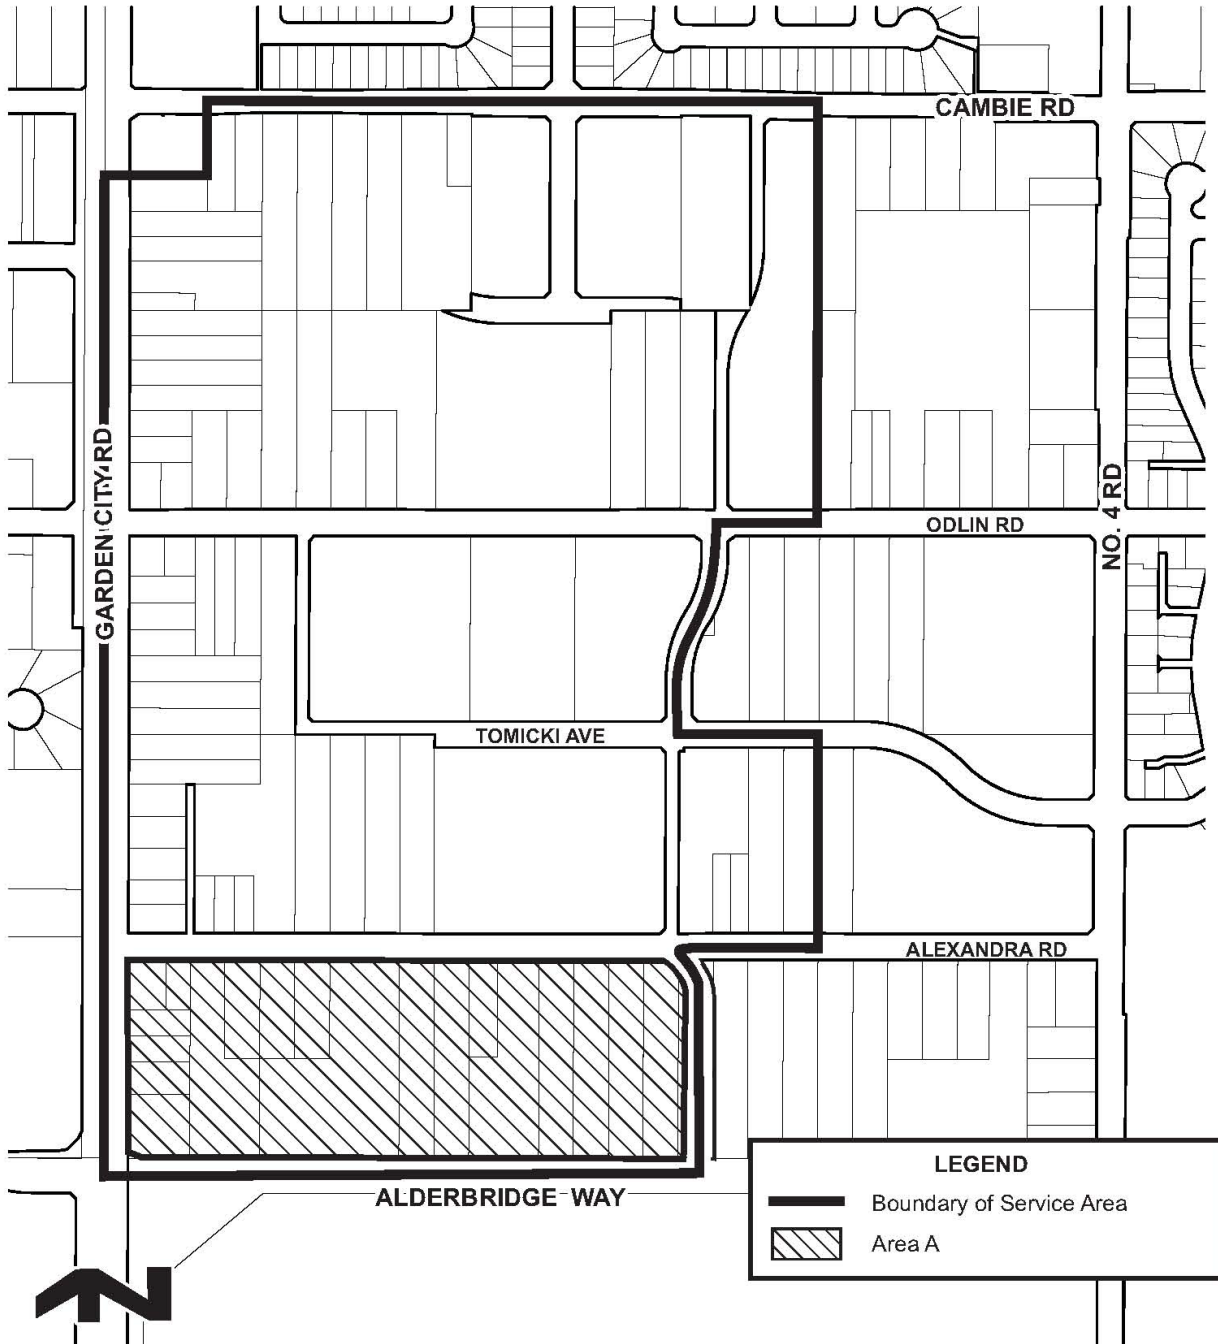 CAMBIE RD
GARDEN CITY RD
NO. 4 RD
ODLIN RD
TOMICKI AVE
ALEXANDRA RD
ALDERBRIDGE WAY
LEGEND
Boundary of Service Area
Area A
N